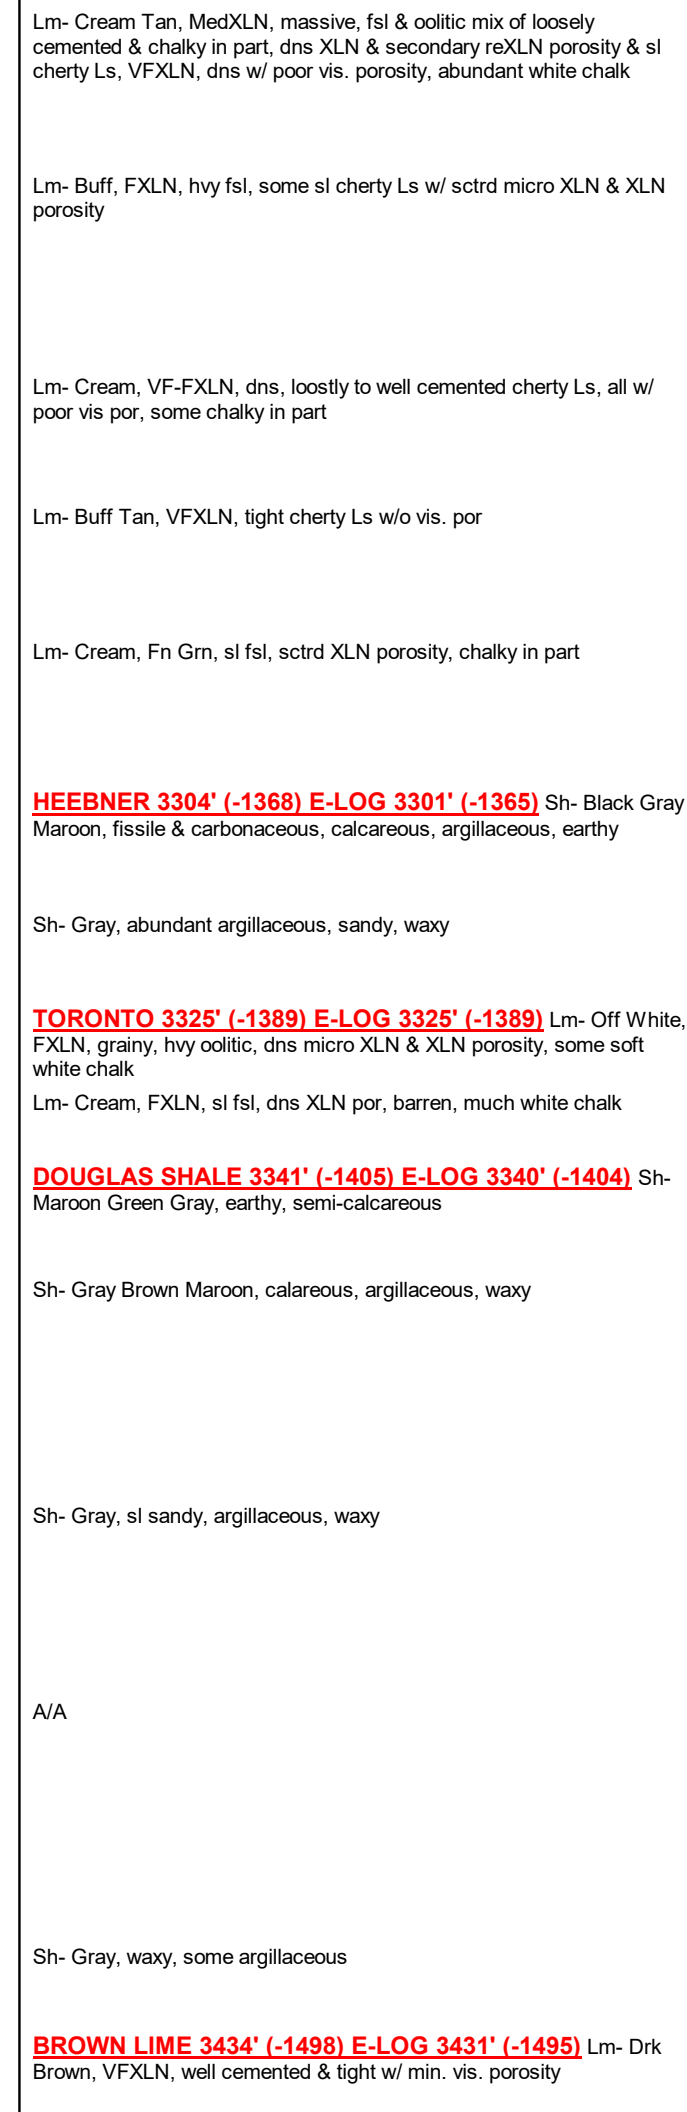 Lm- Cream Tan, MedXLN, massive, fsl & oolitic mix of loosely
cemented & chalky in part, dns XLN & secondary reXLN porosity & sl
cherty Ls, VFXLN, dns w/ poor vis. porosity, abundant white chalk
Lm- Buff, FXLN, hvy fsl, some sl cherty Ls w/ sctrd micro XLN & XLN
porosity
Lm- Cream, VF-FXLN, dns, loostly to well cemented cherty Ls, all w/
poor vis por, some chalky in part
Lm- Buff Tan, VFXLN, tight cherty Ls w/o vis. por
Lm- Cream, Fn Grn, sl fsl, sctrd XLN porosity, chalky in part
HEEBNER 3304' (-1368) E-LOG 3301' (-1365) Sh- Black Gray
Maroon, fissile & carbonaceous, calcareous, argillaceous, earthy
Sh- Gray, abundant argillaceous, sandy, waxy
TORONTO 3325' (-1389) E-LOG 3325' (-1389) Lm- Off White,
FXLN, grainy, hvy oolitic, dns micro XLN & XLN porosity, some soft
white chalk
Lm- Cream, FXLN, sl fsl, dns XLN por, barren, much white chalk
DOUGLAS SHALE 3341' (-1405) E-LOG 3340' (-1404) Sh-
Maroon Green Gray, earthy, semi-calcareous
Sh- Gray Brown Maroon, calareous, argillaceous, waxy
Sh- Gray, sl sandy, argillaceous, waxy
A/A
Sh- Gray, waxy, some argillaceous
BROWN LIME 3434' (-1498) E-LOG 3431' (-1495) Lm- Drk
Brown, VFXLN, well cemented & tight w/ min. vis. porosity